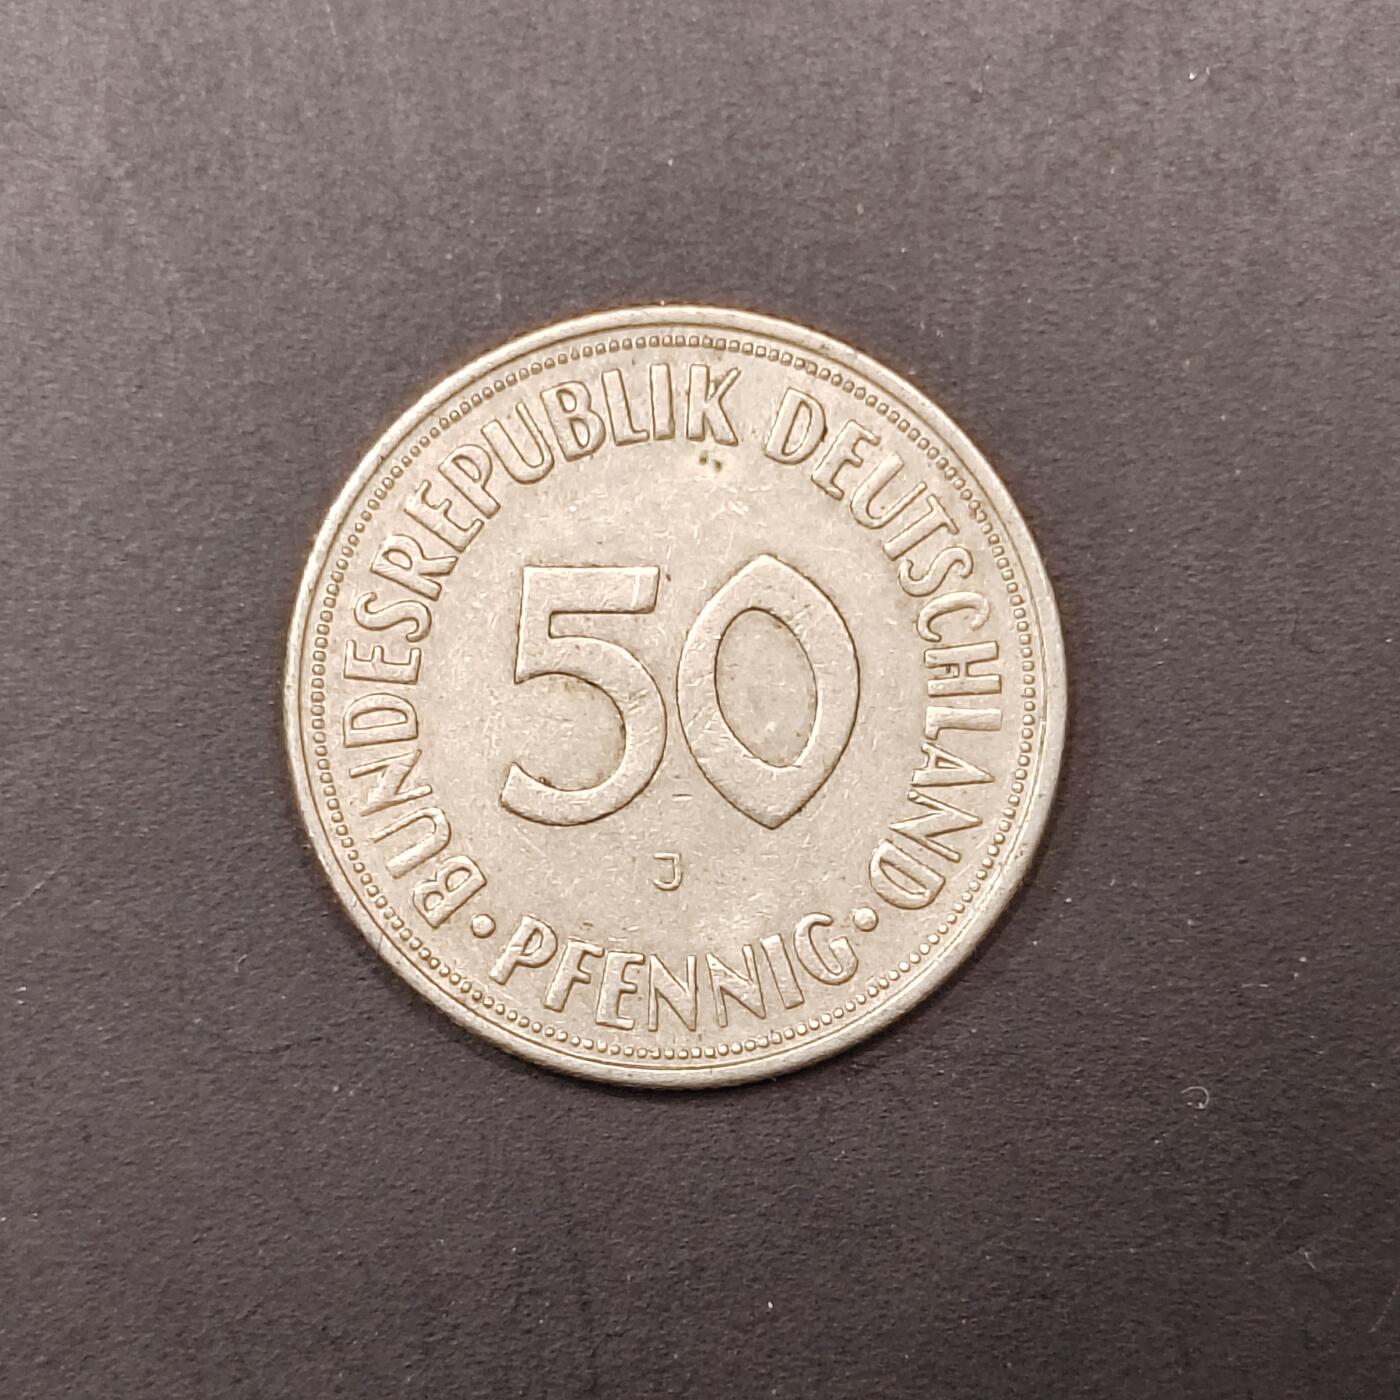 BUNDESREPUBLIK DEUTSCHLAND
50
J
• PFENNIG •